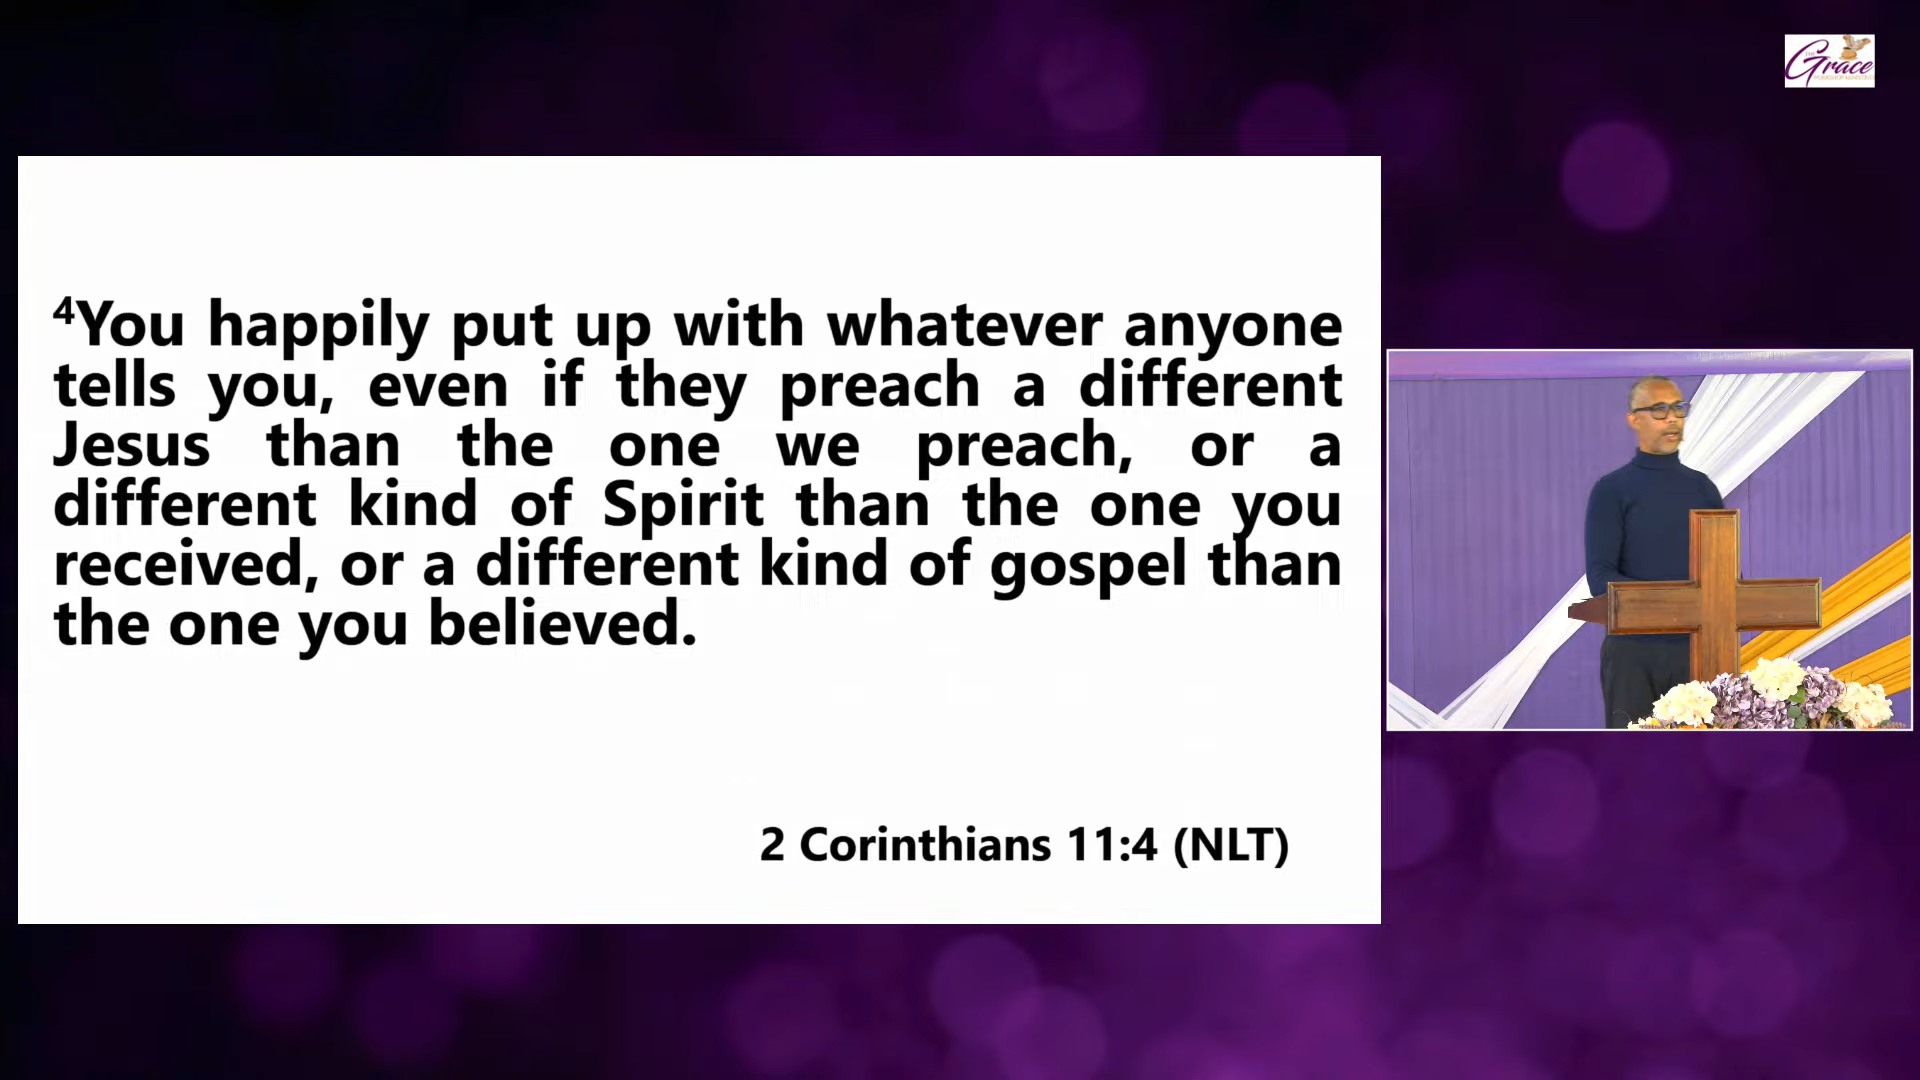 Grace
⁴You happily put up with whatever anyone
tells you, even if they preach a different
Jesus than the one we preach, or a
different kind of Spirit than the one you
received, or a different kind of gospel than
the one you believed.
2 Corinthians 11:4 (NLT)